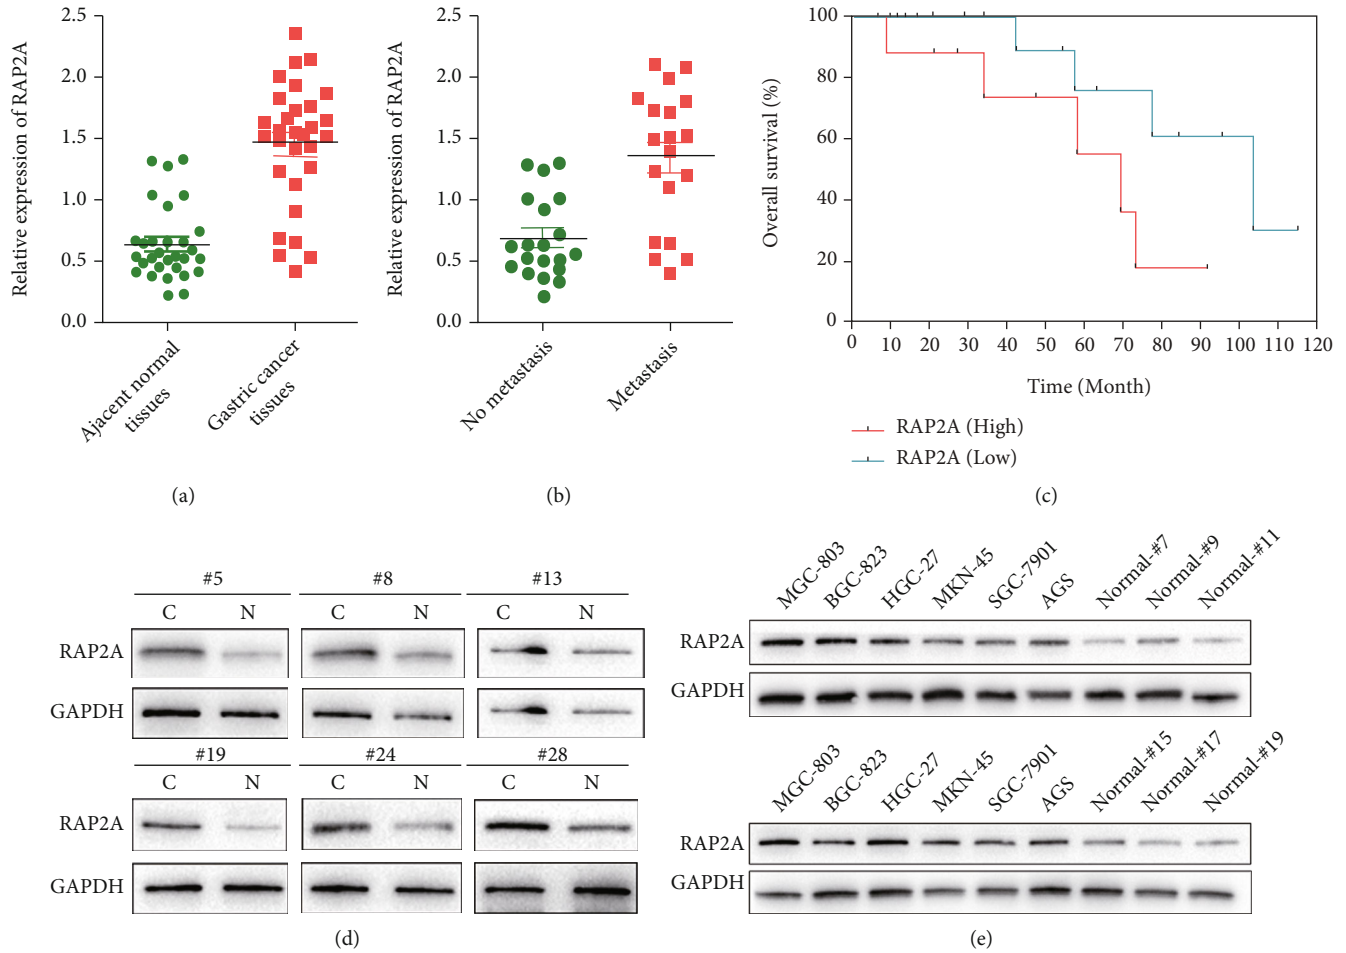 Relative expression of RAP2A
2.5
2.0
1.5
1.0
0.5
0.0
Ajacent normal
tissues
Gastric cancer
tissues
(a)
Relative expression of RAP2A
2.5
2.0
1.5
1.0
0.5
0.0
No metastasis
Metastasis
(b)
Overall survival (%)
100
80
60
40
20
0
0 10 20 30 40 50 60 70 80 90 100 110 120
Time (Month)
RAP2A (High)
RAP2A (Low)
(c)
#5 #8 #13
C N C N C N
RAP2A
GAPDH
#19 #24 #28
C N C N C N
RAP2A
GAPDH
(d)
MGC-803 BGC-823 HGC-27 MKN-45 SGC-7901 AGS Normal-#7 Normal-#9 Normal-#11
RAP2A
GAPDH
MGC-803 BGC-823 HGC-27 MKN-45 SGC-7901 AGS Normal-#15 Normal-#17 Normal-#19
RAP2A
GAPDH
(e)